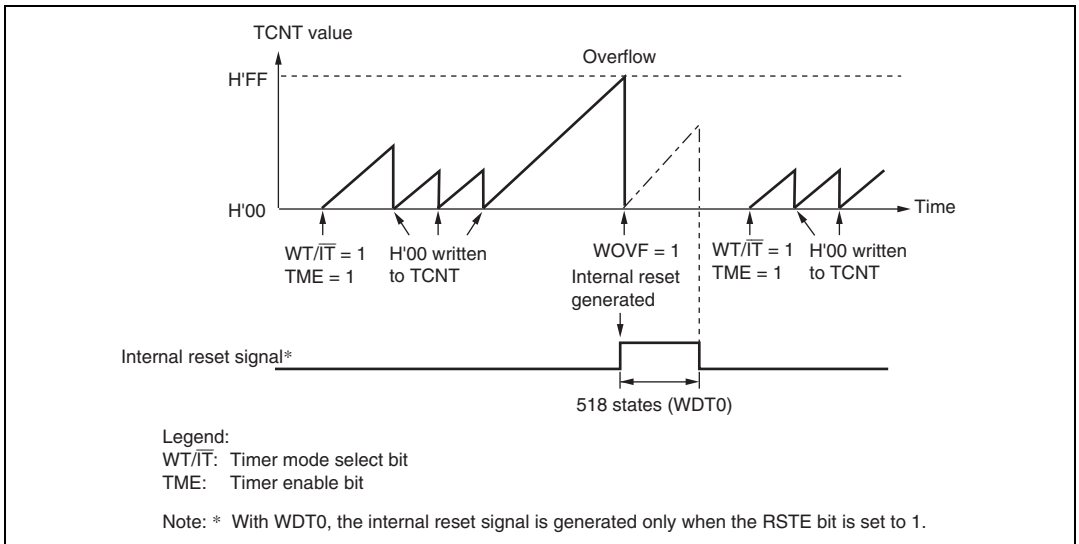 TCNT value
Overflow
H'FF
H'00
Time
WT/IT = 1
TME = 1
H'00 written
to TCNT
WOVF = 1
Internal reset
generated
WT/IT = 1
TME = 1
H'00 written
to TCNT
Internal reset signal*
518 states (WDT0)
Legend:
WT/IT: Timer mode select bit
TME: Timer enable bit
Note: * With WDT0, the internal reset signal is generated only when the RSTE bit is set to 1.